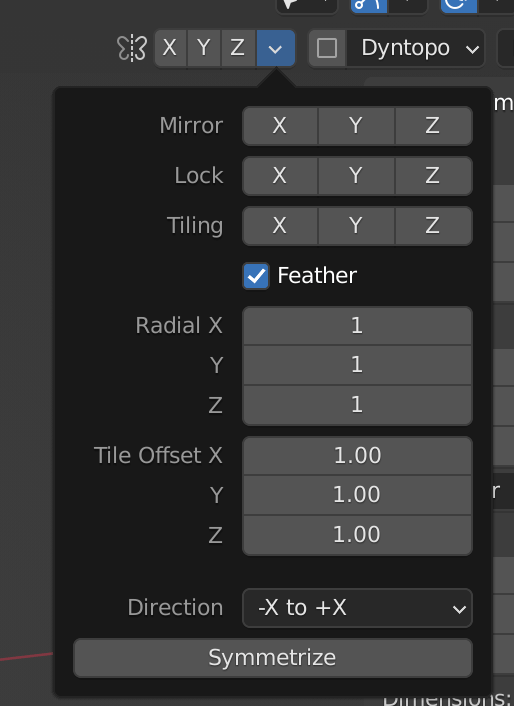 X Y Z Dyntopo
Mirror X Y Z
Lock X Y Z
Tiling X Y Z
Feather
Radial X 1
Y 1
Z 1
Tile Offset X 1.00
Y 1.00
Z 1.00
Direction -X to +X
Symmetrize
Dimensions: